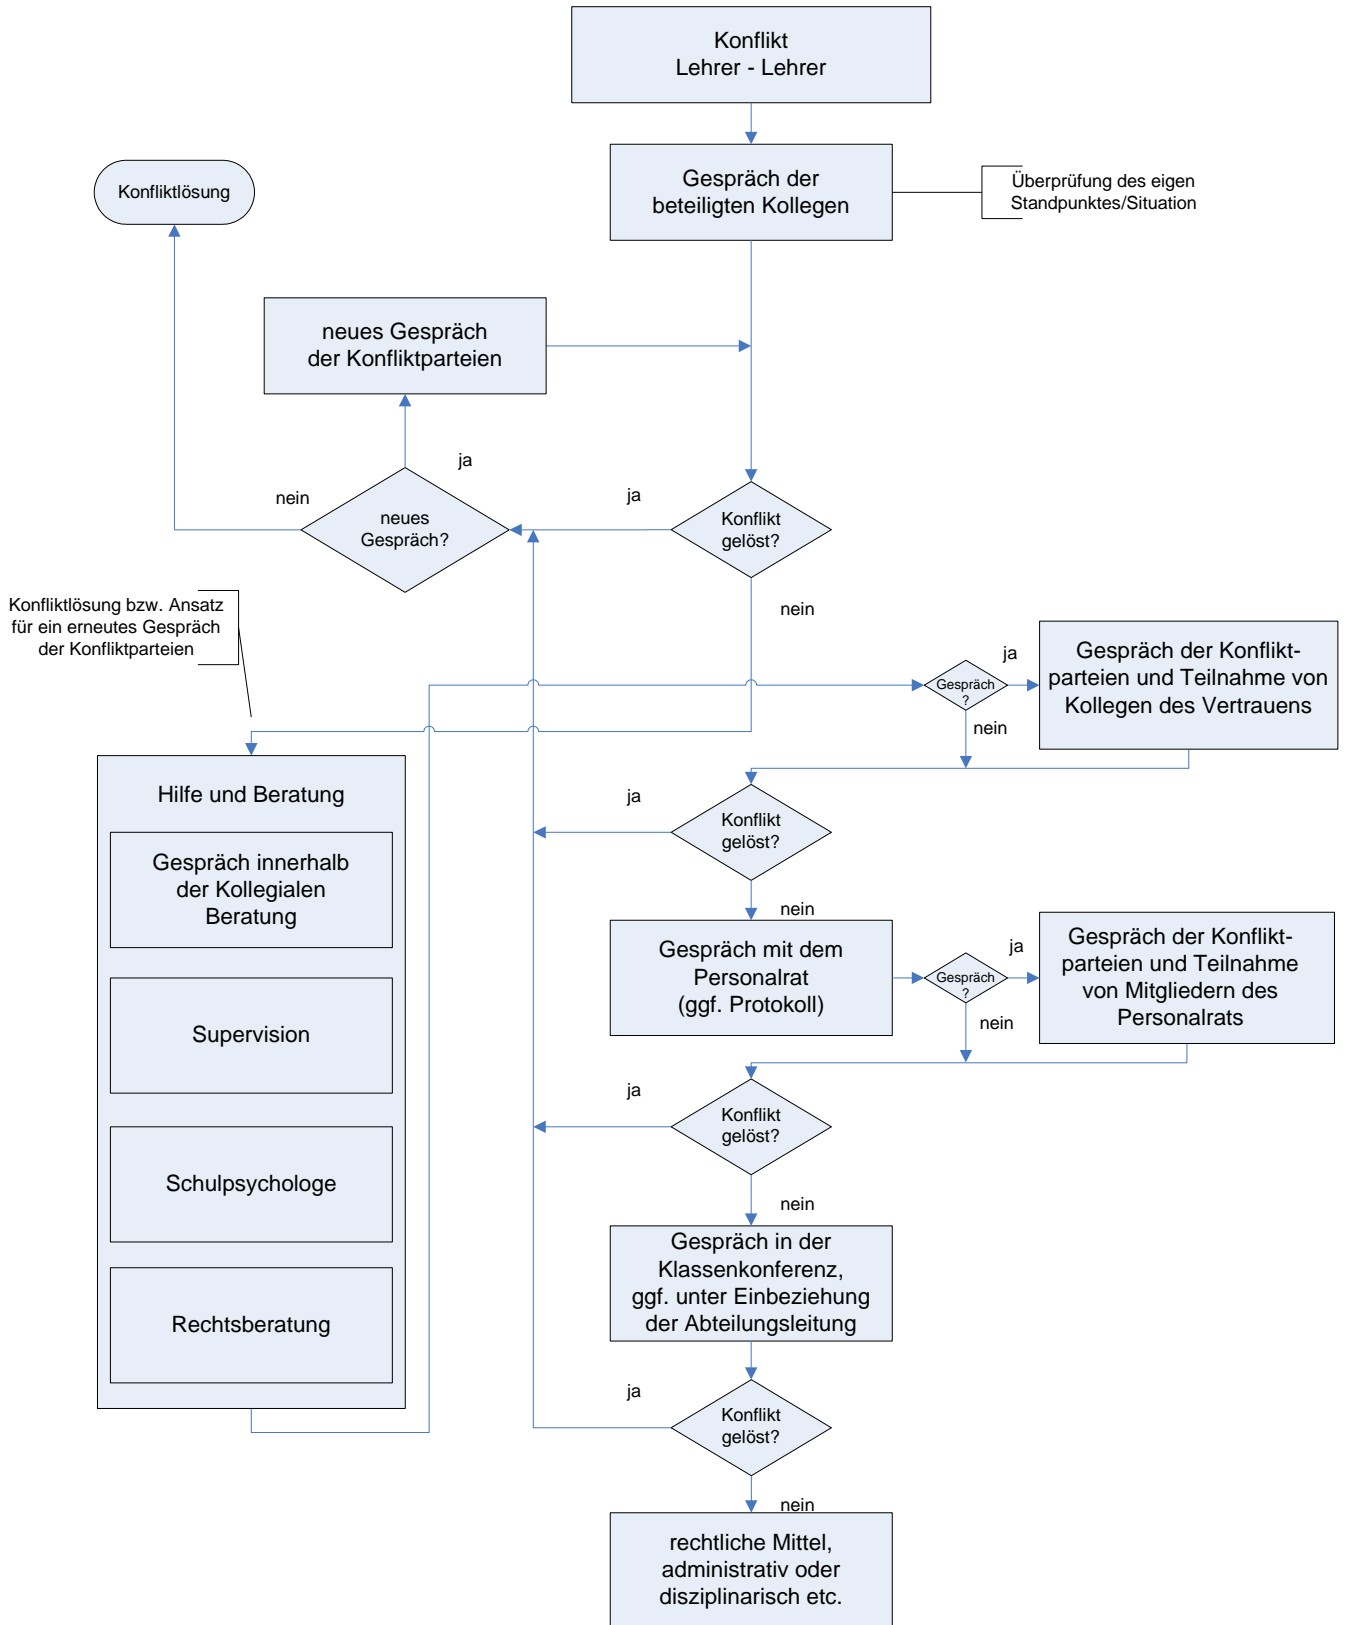 Konflikt
Lehrer - Lehrer
Gespräch der
beteiligten Kollegen
Überprüfung des eigen
Standpunktes/Situation
Konfliktlösung
neues Gespräch
der Konfliktparteien
ja
nein
neues
Gespräch?
ja
Konflikt
gelöst?
nein
Konfliktlösung bzw. Ansatz
für ein erneutes Gespräch
der Konfliktparteien
Gespräch
?
ja
nein
Gespräch der Konflikt-
parteien und Teilnahme von
Kollegen des Vertrauens
Hilfe und Beratung
Gespräch innerhalb
der Kollegialen
Beratung
Supervision
Schulpsychologe
Rechtsberatung
ja
Konflikt
gelöst?
nein
Gespräch mit dem
Personalrat
(ggf. Protokoll)
Gespräch
?
ja
nein
Gespräch der Konflikt-
parteien und Teilnahme
von Mitgliedern des
Personalrats
ja
Konflikt
gelöst?
nein
Gespräch in der
Klassenkonferenz,
ggf. unter Einbeziehung
der Abteilungsleitung
ja
Konflikt
gelöst?
nein
rechtliche Mittel,
administrativ oder
disziplinarisch etc.